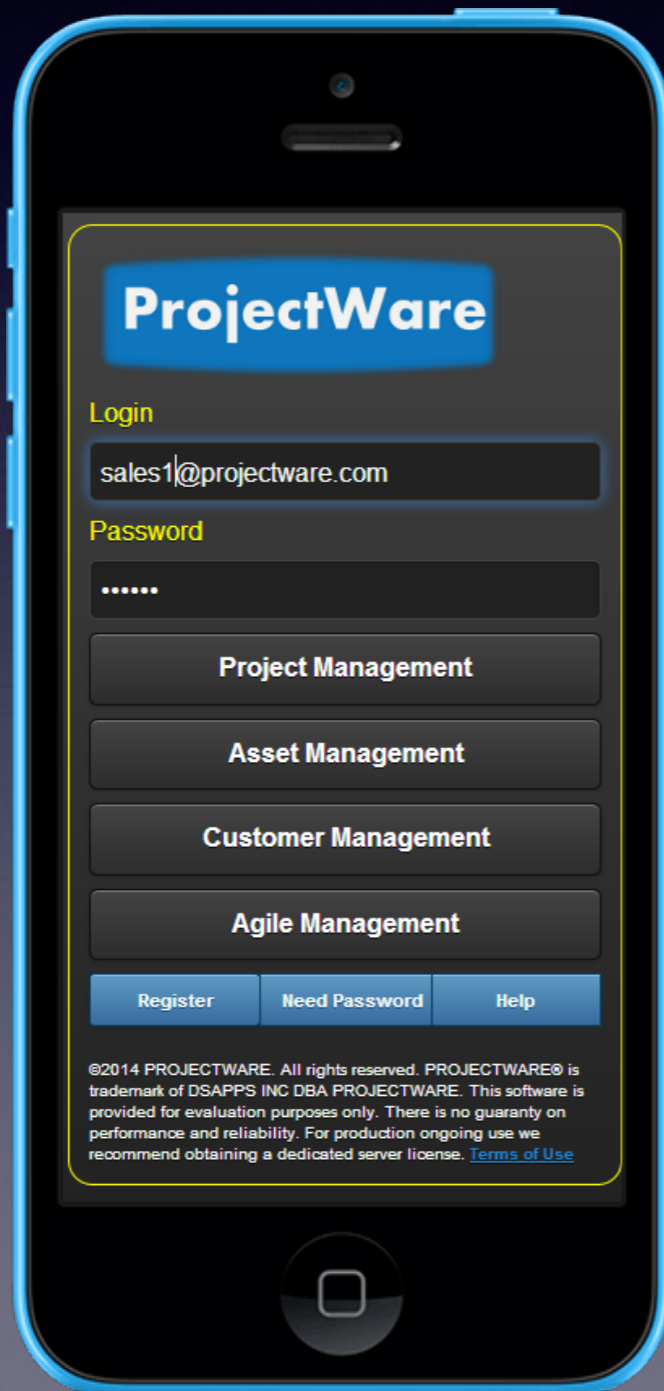 ProjectWare
Login
sales1@projectware.com
Password
••••••
Project Management
Asset Management
Customer Management
Agile Management
Register Need Password Help
©2014 PROJECTWARE. All rights reserved. PROJECTWARE® is
trademark of DSAPPS INC DBA PROJECTWARE. This software is
provided for evaluation purposes only. There is no guaranty on
performance and reliability. For production ongoing use we
recommend obtaining a dedicated server license. Terms of Use